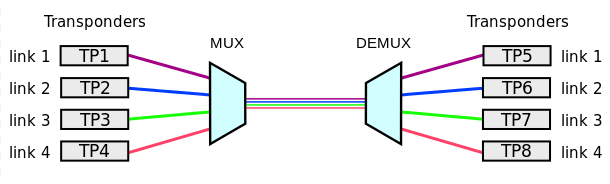 Transponders
Transponders
MUX
DEMUX
link 1
TP1
TP5
link 1
link 2
TP2
TP6
link 2
link 3
TP3
TP7
link 3
link 4
TP4
TP8
link 4